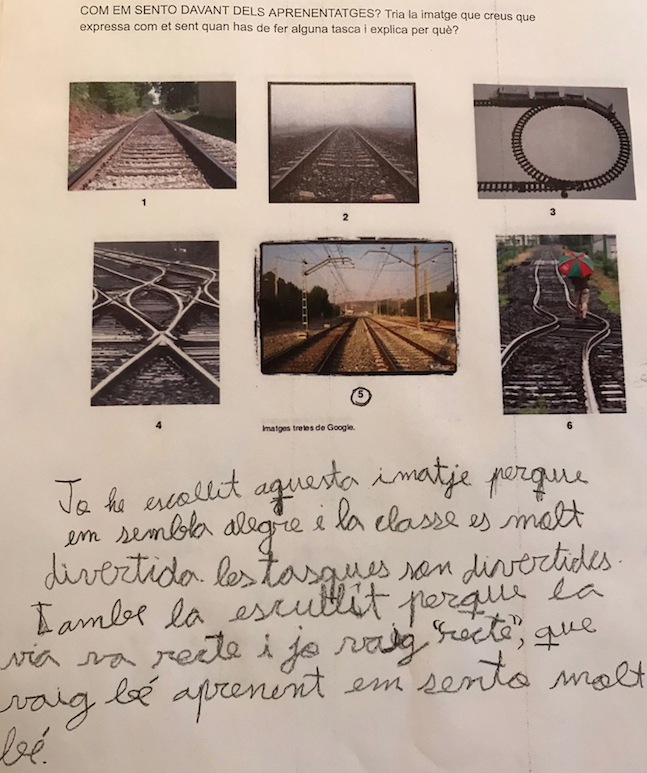 COM EM SENTO DAVANT DELS APRENENTATGES? Tria la imatge que creus que
expressa com et sent quan has de fer alguna tasca i explica per què?
1
2
3
4
5
6
Imatges tretes de Google.
Jo he escollit aquesta imatje perque
em sembla alegre i la classe es molt
divertida. les tasques son divertides.
Tambe la escullit perque la
via va recte i jo vaig "recte", que
vaig bé aprenent em sento molt
bé.